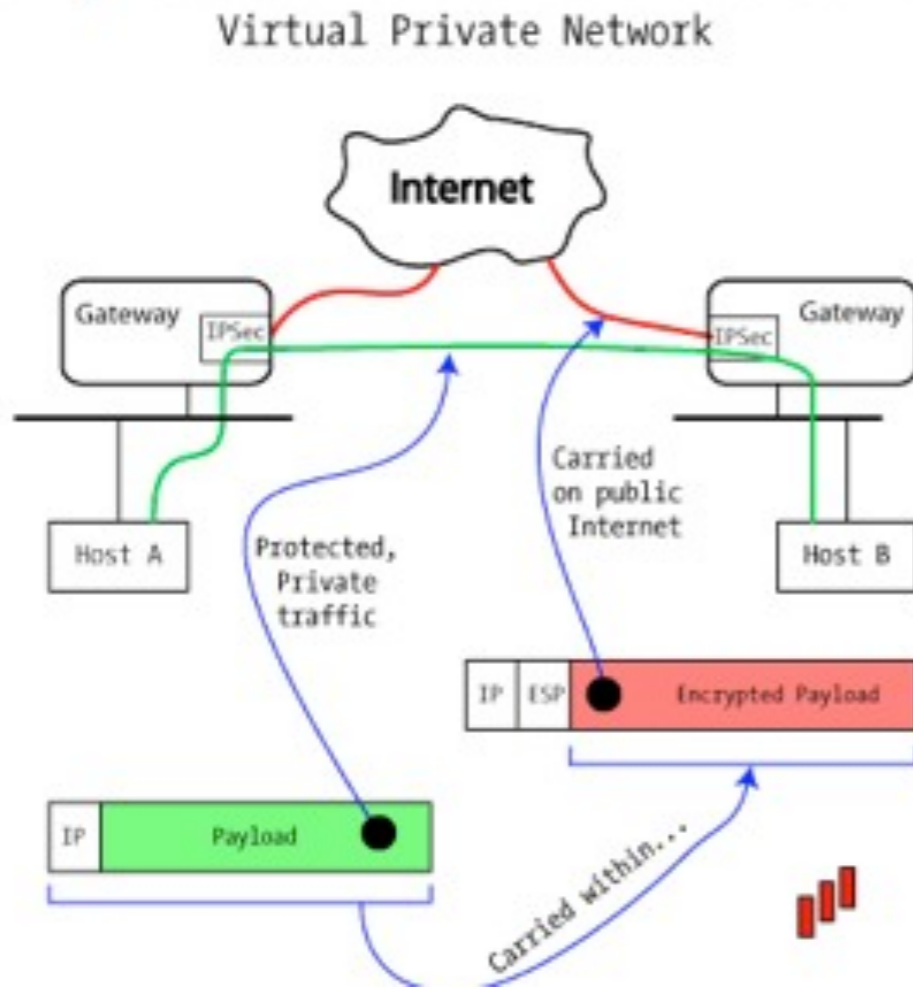 Virtual Private Network
Internet
Gateway
IPSec
Gateway
IPSec
Carried
on public
Internet
Host A
Host B
Protected,
Private
traffic
IP
ESP
Encrypted Payload
IP
Payload
Carried within...